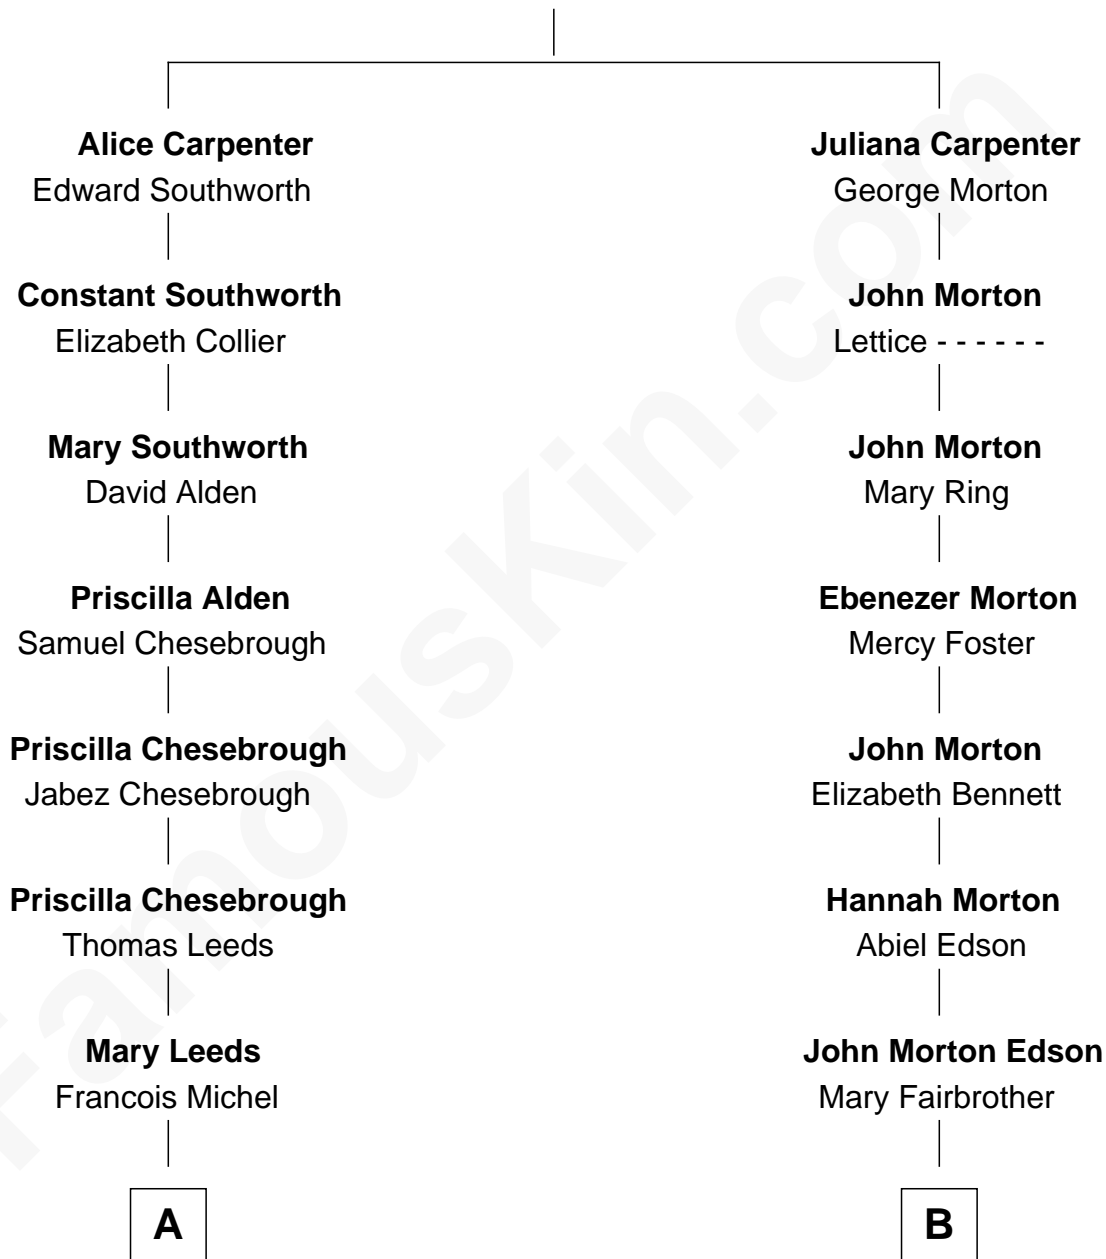 Alice Carpenter
Edward Southworth
Constant Southworth
Elizabeth Collier
Mary Southworth
David Alden
Priscilla Alden
Samuel Chesebrough
Priscilla Chesebrough
Jabez Chesebrough
Priscilla Chesebrough
Thomas Leeds
Mary Leeds
Francois Michel
A
Juliana Carpenter
George Morton
John Morton
Lettice - - - - - -
John Morton
Mary Ring
Ebenezer Morton
Mercy Foster
John Morton
Elizabeth Bennett
Hannah Morton
Abiel Edson
John Morton Edson
Mary Fairbrother
B
FamousKin.com